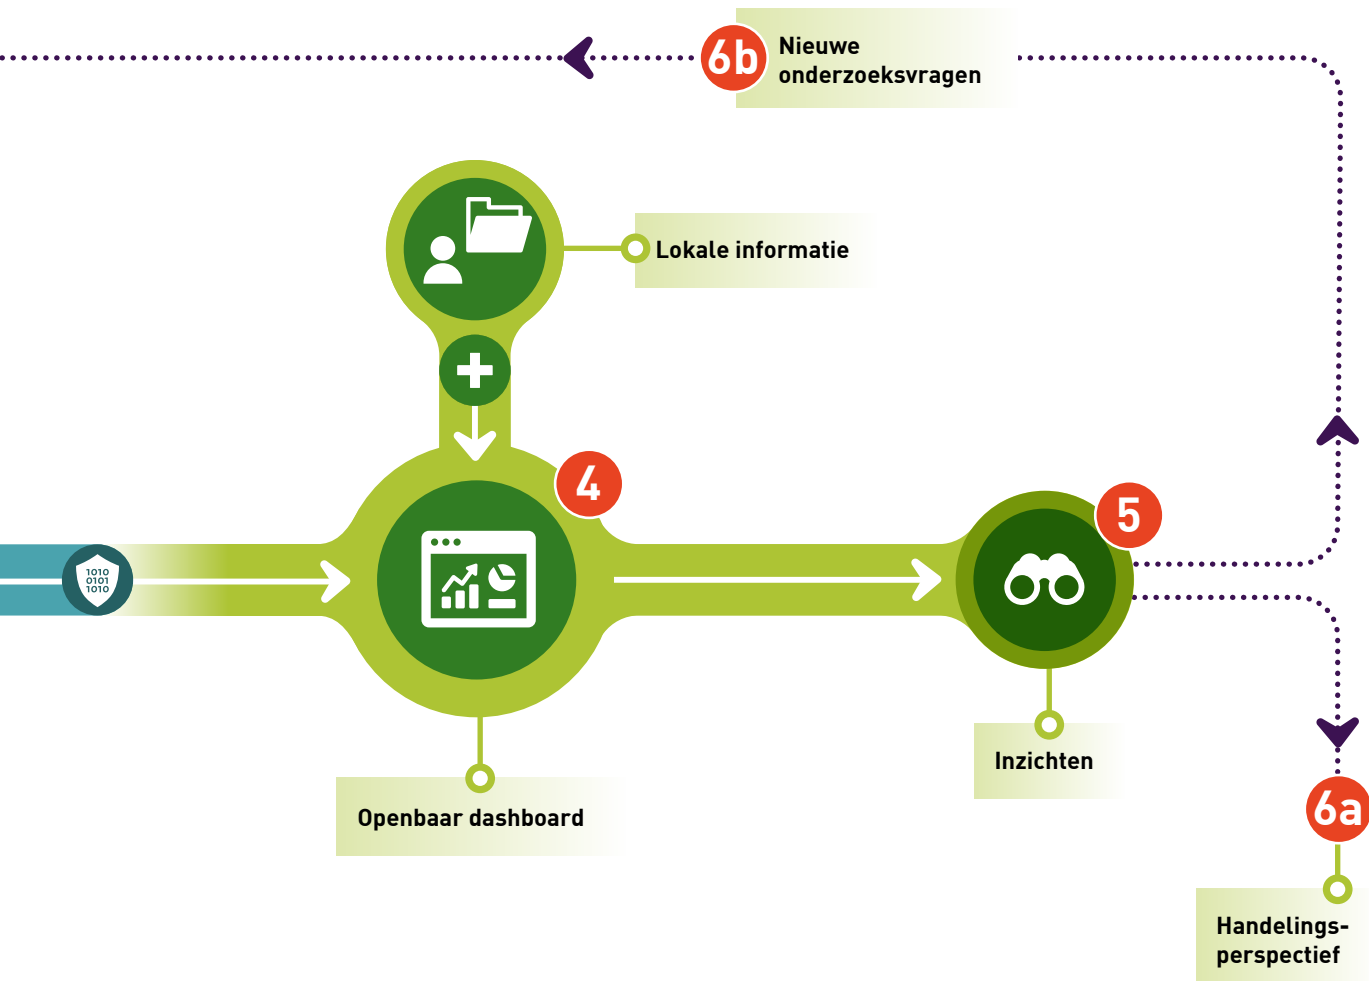 6b
Nieuwe
onderzoeksvragen
Lokale informatie
4
5
1010
0101
1010
Inzichten
Openbaar dashboard
6a
Handelings-
perspectief